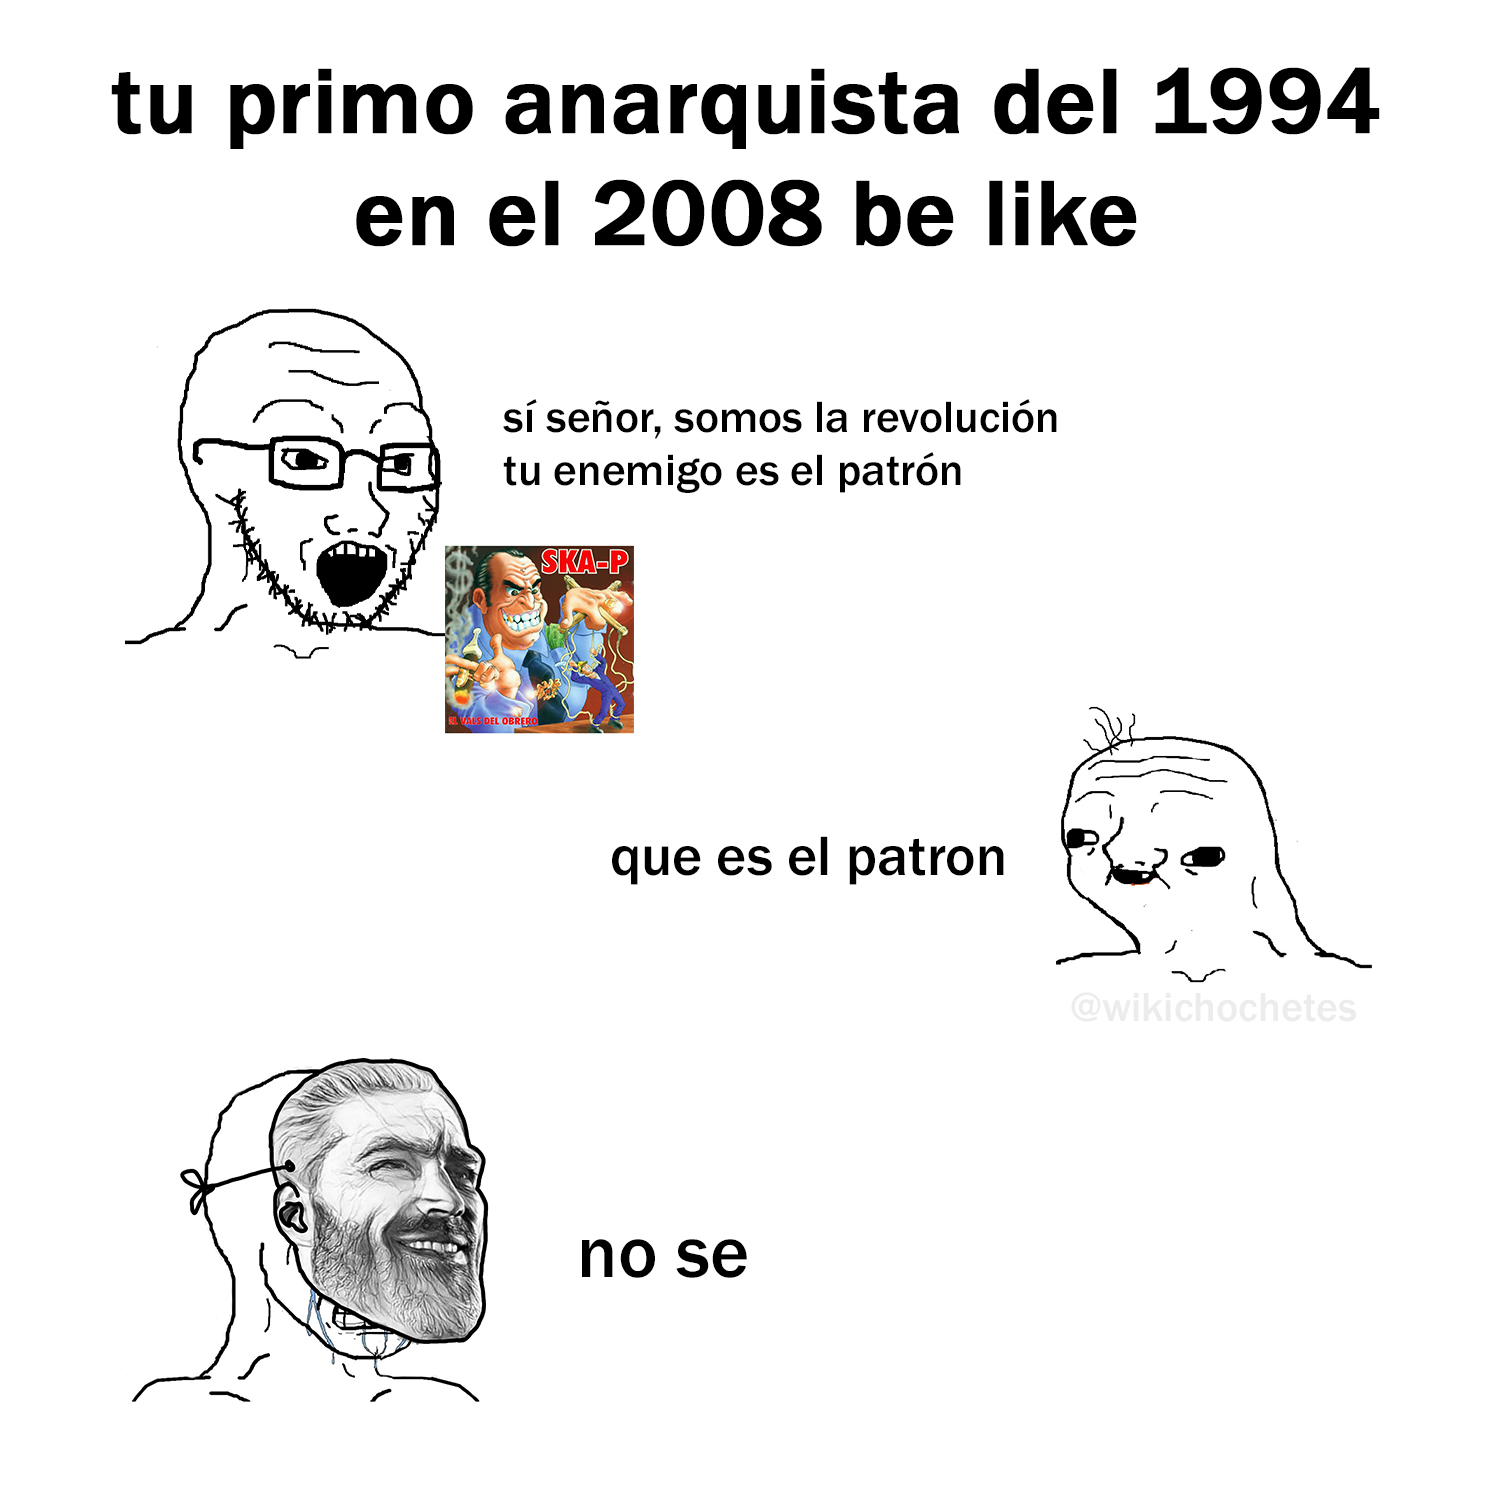 tu primo anarquista del 1994
en el 2008 be like
sí señor, somos la revolución
tu enemigo es el patrón
SKA-P
EL VALS DEL OBRERO
que es el patron
@wikichochetes
no se